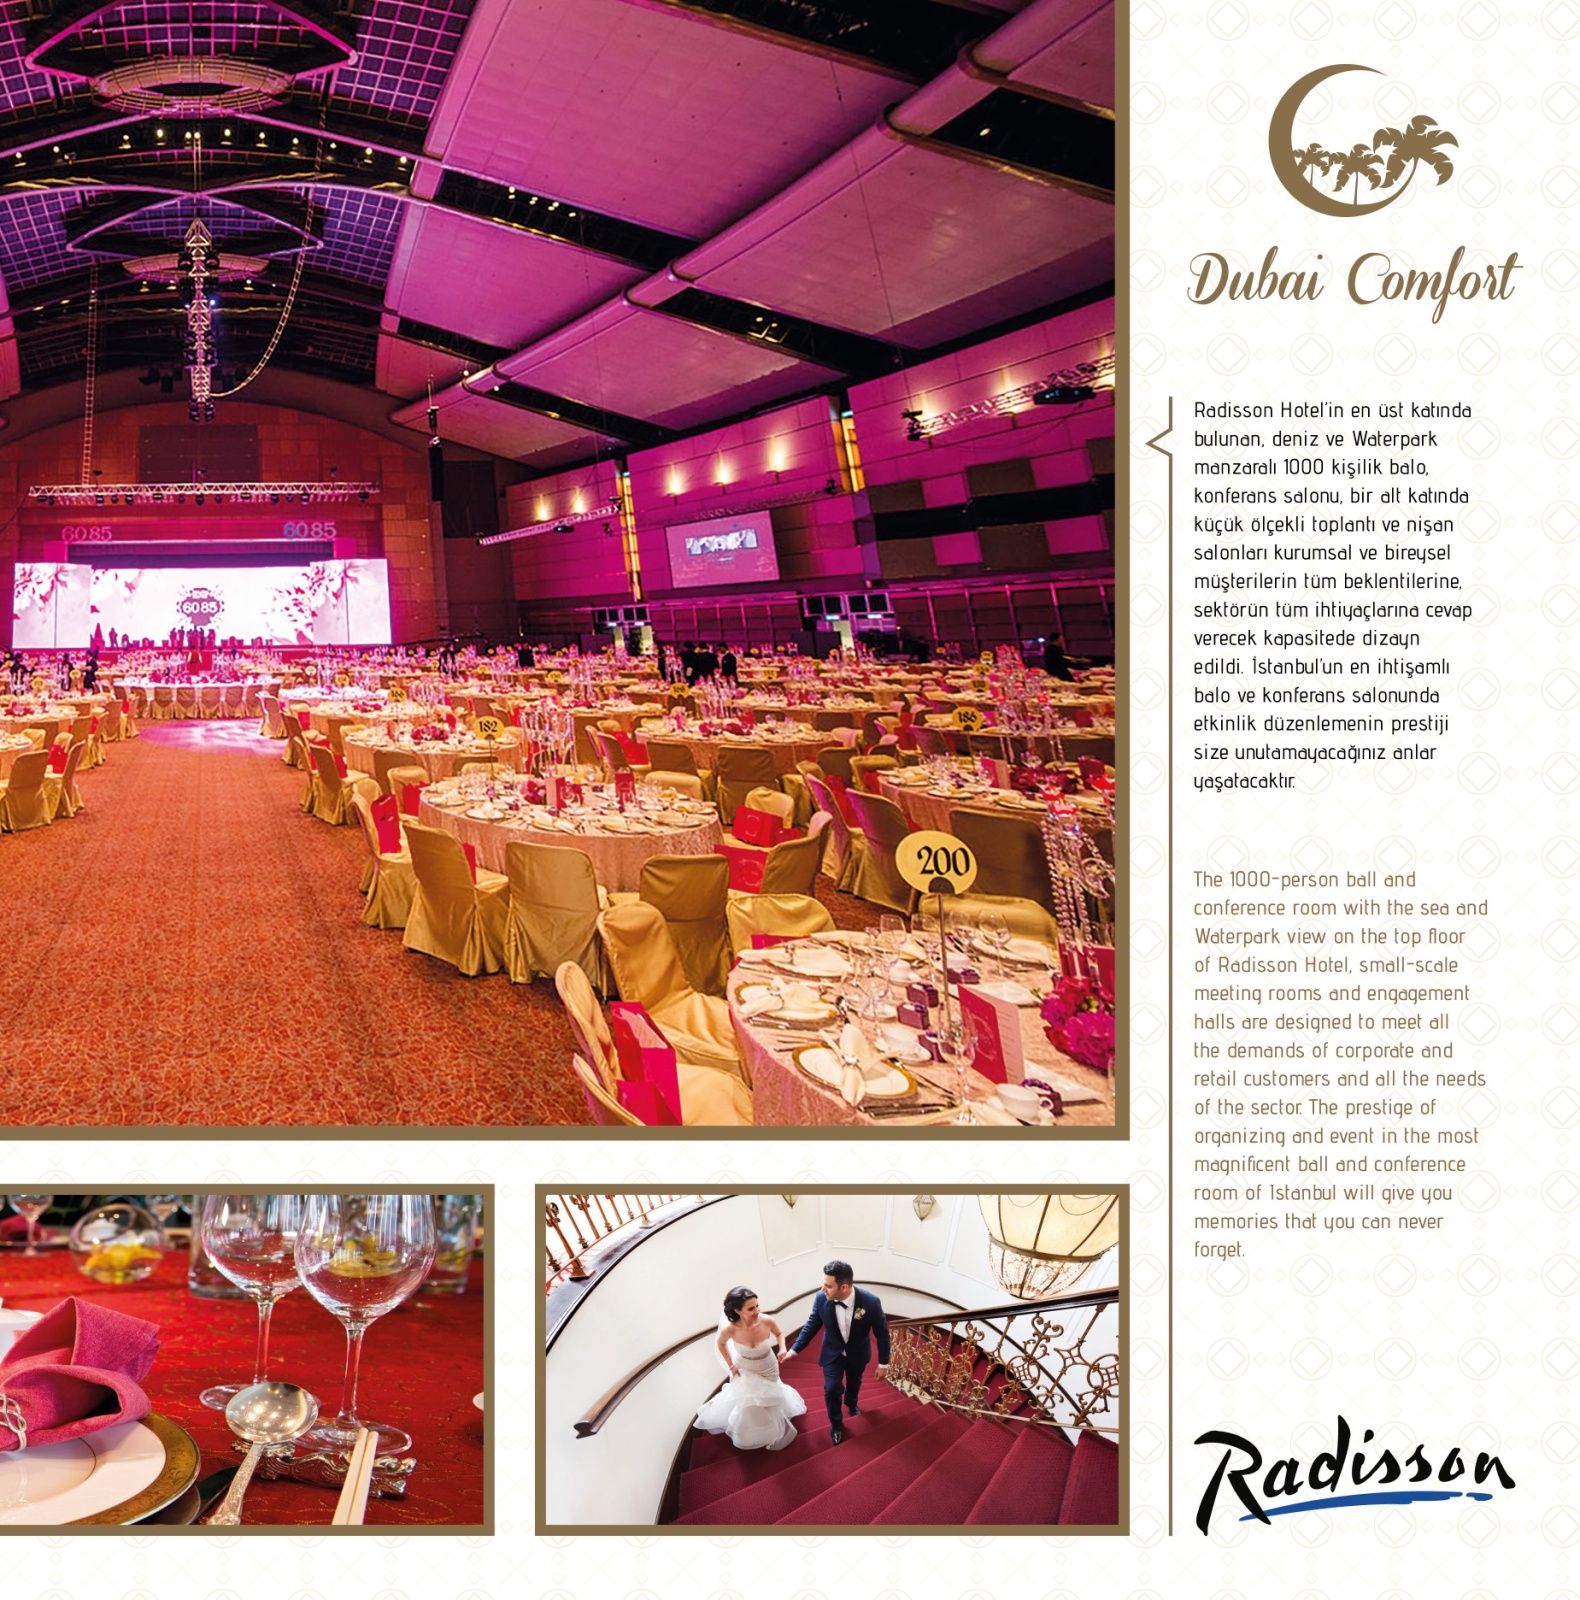 Dubai Comfort
Radisson Hotel'in en üst katında
bulunan, deniz ve Waterpark
manzaralı 1000 kişilik balo,
konferans salonu, bir alt katında
küçük ölçekli toplantı ve nişan
salonları kurumsal ve bireysel
müşterilerin tüm beklentilerine,
sektörün tüm ihtiyaçlarına cevap
verecek kapasitede dizayn
edildi. İstanbul'un en ihtişamlı
balo ve konferans salonunda
etkinlik düzenlemenin prestiji
size unutamayacağınız anlar
yaşatacaktır.
The 1000-person ball and
conference room with the sea and
Waterpark view on the top floor
of Radisson Hotel, small-scale
meeting rooms and engagement
halls are designed to meet all
the demands of corporate and
retail customers and all the needs
of the sector. The prestige of
organizing and event in the most
magnificent ball and conference
room of Istanbul will give you
memories that you can never
forget.
Radisson
6085
6085
6085
182
186
200